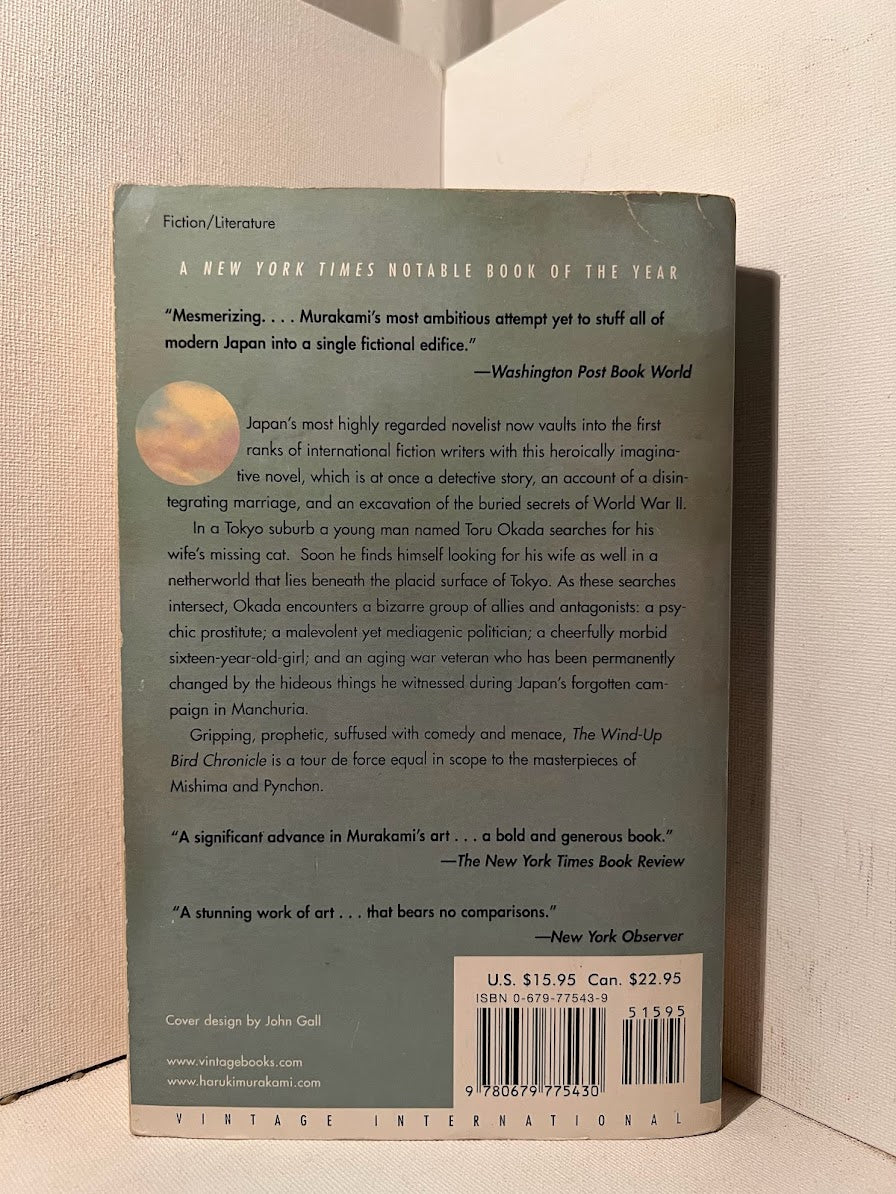 Fiction/Literature
A NEW YORK TIMES NOTABLE BOOK OF THE YEAR
“Mesmerizing. . . . Murakami’s most ambitious attempt yet to stuff all of
modern Japan into a single fictional edifice.”
—Washington Post Book World
Japan’s most highly regarded novelist now vaults into the first
ranks of international fiction writers with this heroically imagina-
tive novel, which is at once a detective story, an account of a disin-
tegrating marriage, and an excavation of the buried secrets of World War II.
In a Tokyo suburb a young man named Toru Okada searches for his
wife’s missing cat. Soon he finds himself looking for his wife as well in a
netherworld that lies beneath the placid surface of Tokyo. As these searches
intersect, Okada encounters a bizarre group of allies and antagonists: a psy-
chic prostitute; a malevolent yet mediagenic politician; a cheerfully morbid
sixteen-year-old-girl; and an aging war veteran who has been permanently
changed by the hideous things he witnessed during Japan’s forgotten cam-
paign in Manchuria.
Gripping, prophetic, suffused with comedy and menace, The Wind-Up
Bird Chronicle is a tour de force equal in scope to the masterpieces of
Mishima and Pynchon.
“A significant advance in Murakami’s art . . . a bold and generous book.”
—The New York Times Book Review
“A stunning work of art . . . that bears no comparisons.”
—New York Observer
U.S. $15.95 Can. $22.95
ISBN 0-679-77543-9
51595
9 780679 775430
Cover design by John Gall
www.vintagebooks.com
www.harukimurakami.com
VINTAGE INTERNATIONAL